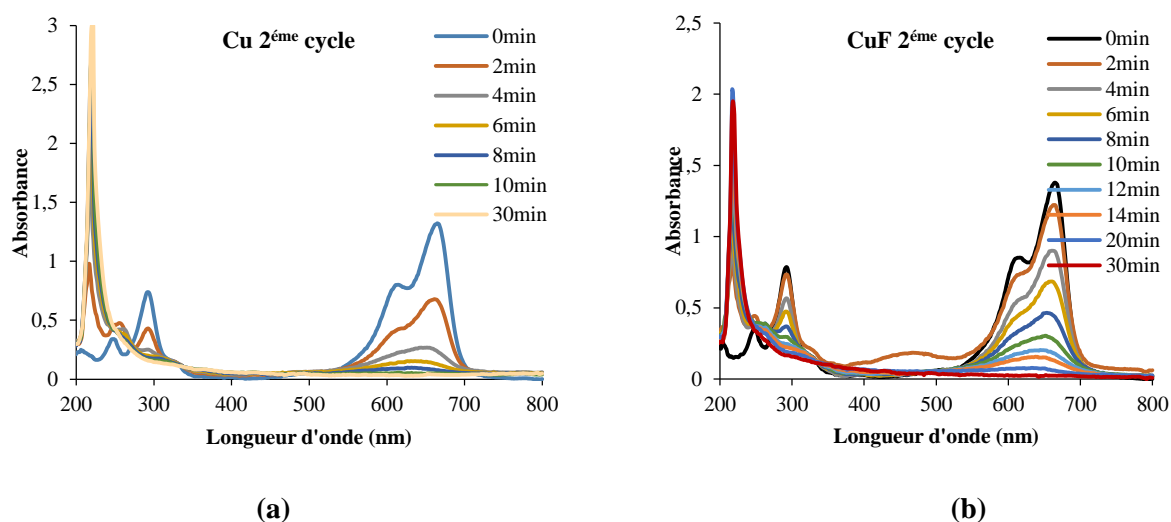 Cu 2éme cycle
Absorbance
3
2,5
2
1,5
1
0,5
0
200 300 400 500 600 700 800
Longueur d'onde (nm)
0min
2min
4min
6min
8min
10min
30min
(a)
CuF 2éme cycle
Absorbance
2,5
2
1,5
1
0,5
0
200 300 400 500 600 700 800
Longueur d'onde (nm)
0min
2min
4min
6min
8min
10min
12min
14min
20min
30min
(b)